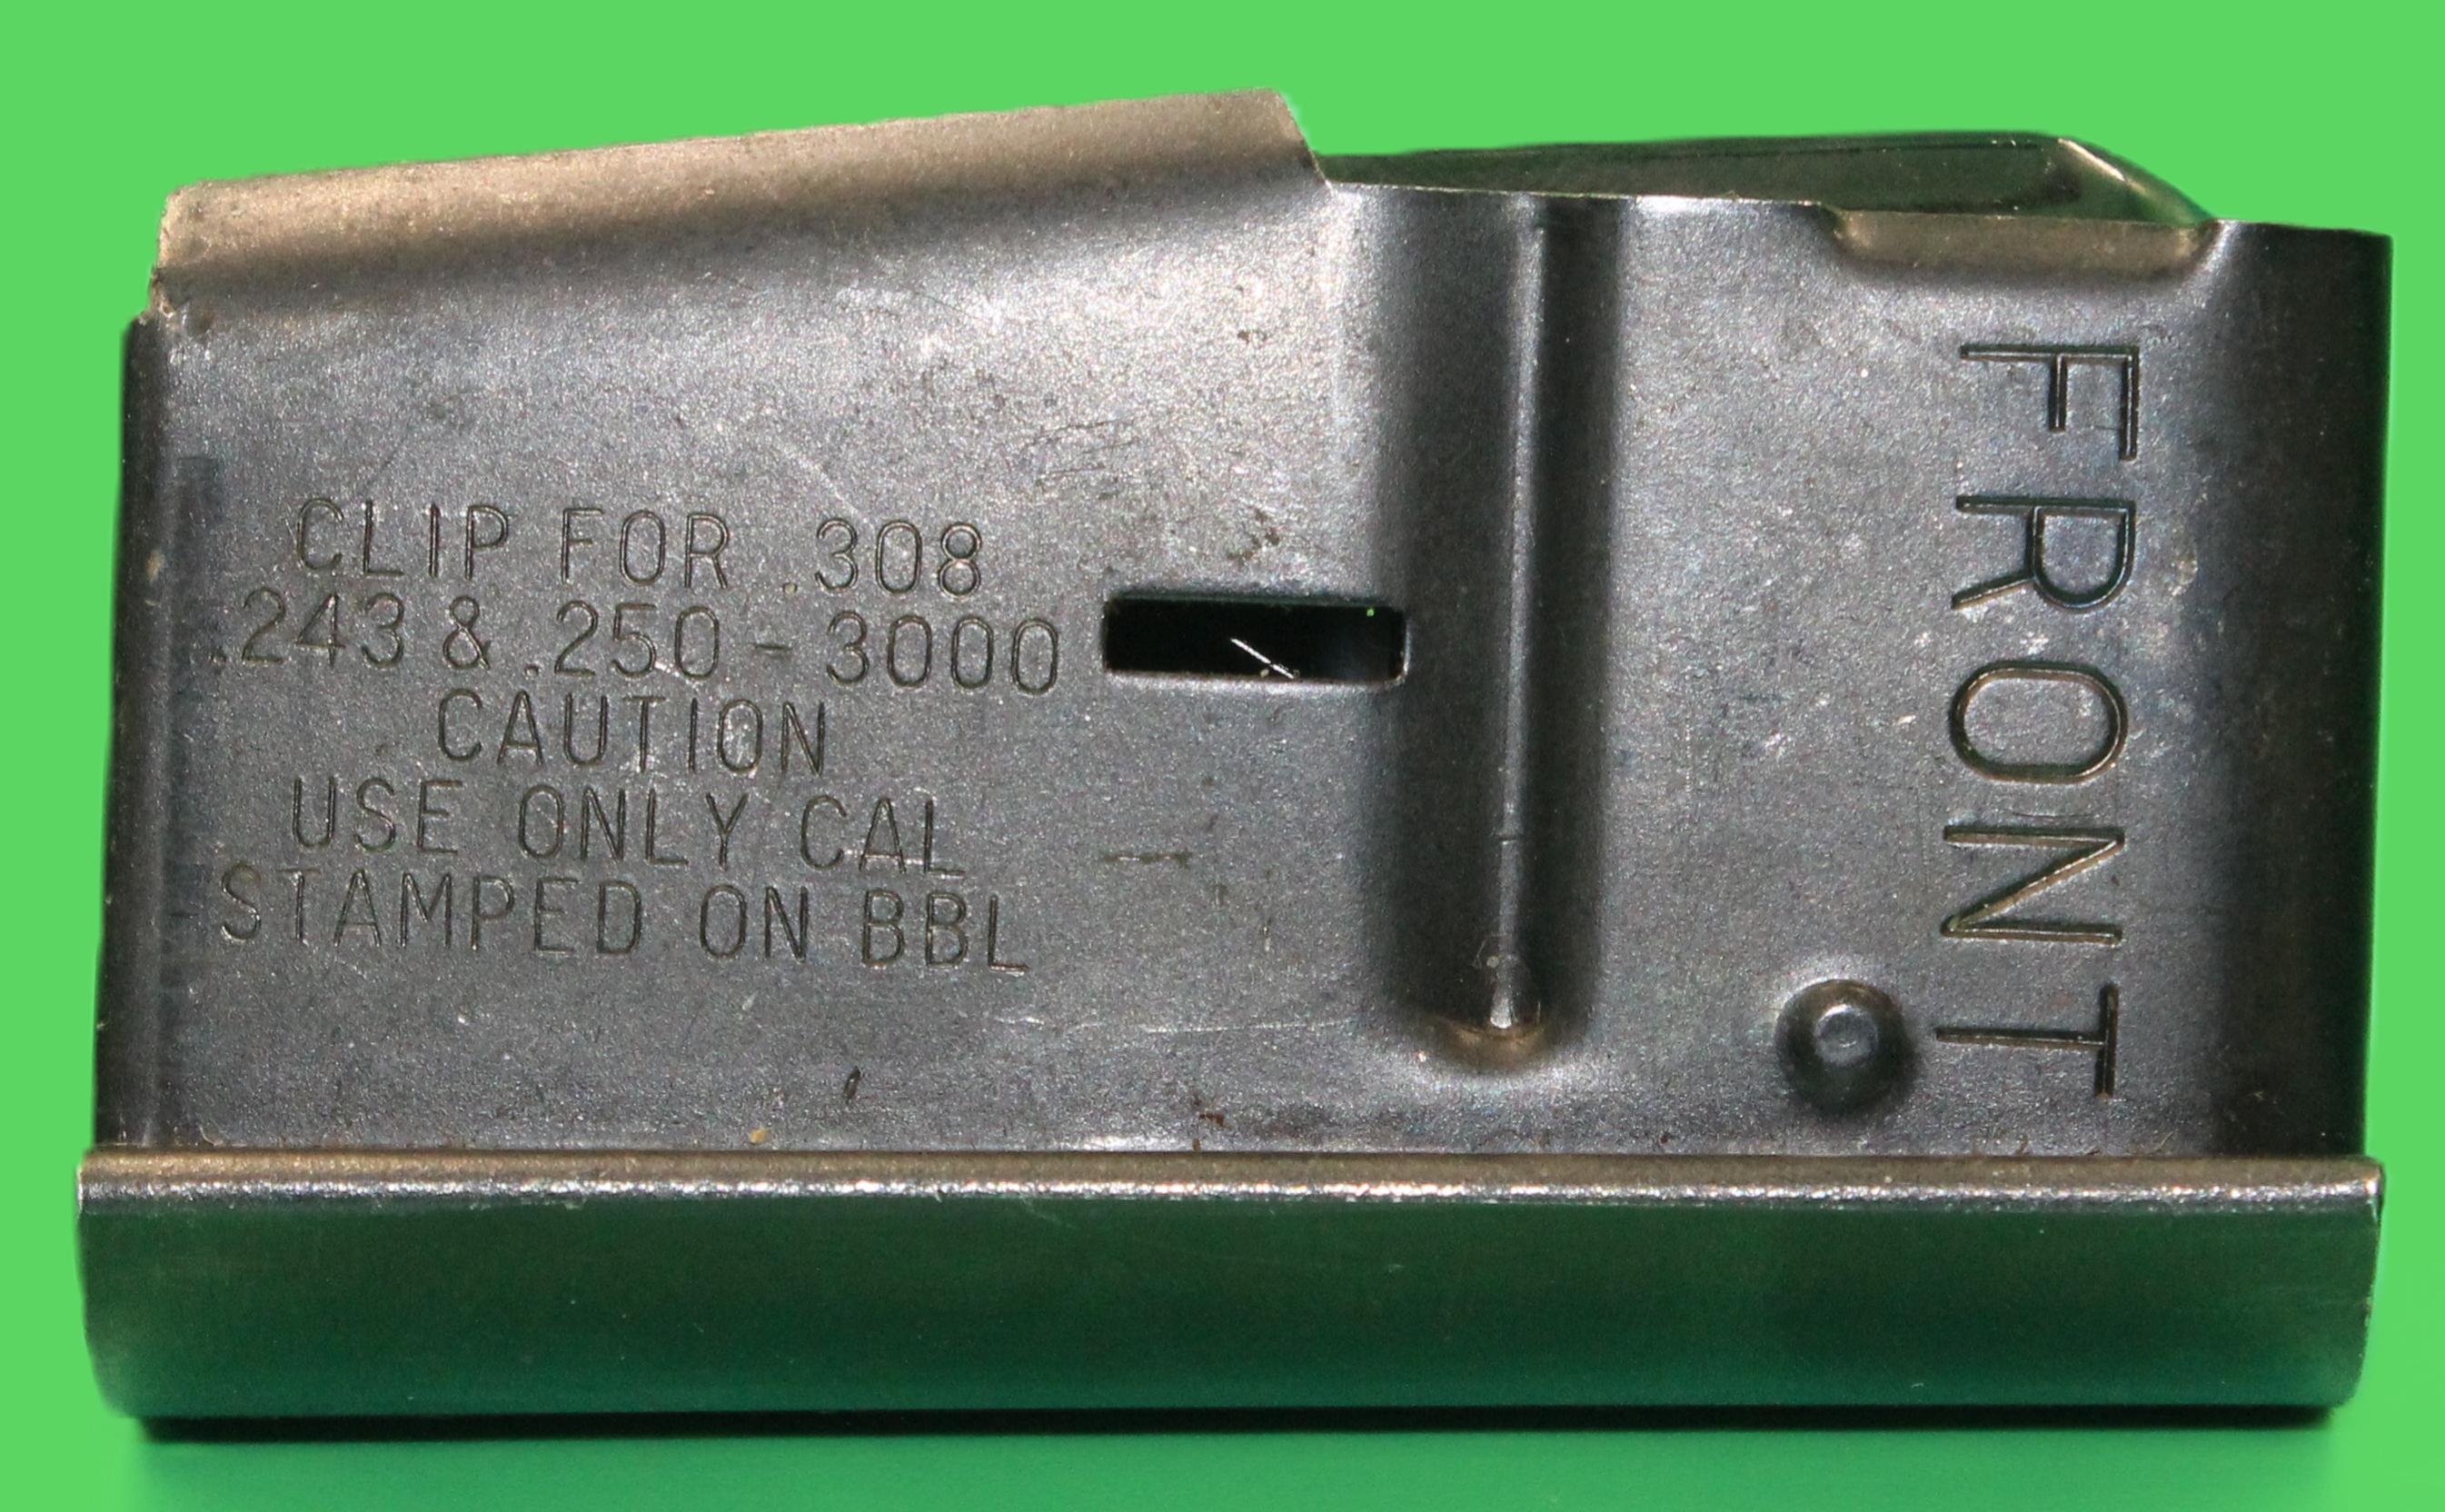 CLIP FOR .308
.243 & .250-3000
CAUTION
USE ONLY CAL
STAMPED ON BBL
FRONT